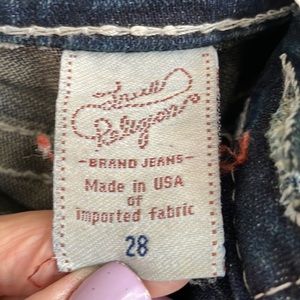 True
Religion
-BRAND JEANS-
Made in USA
of
imported fabric
28